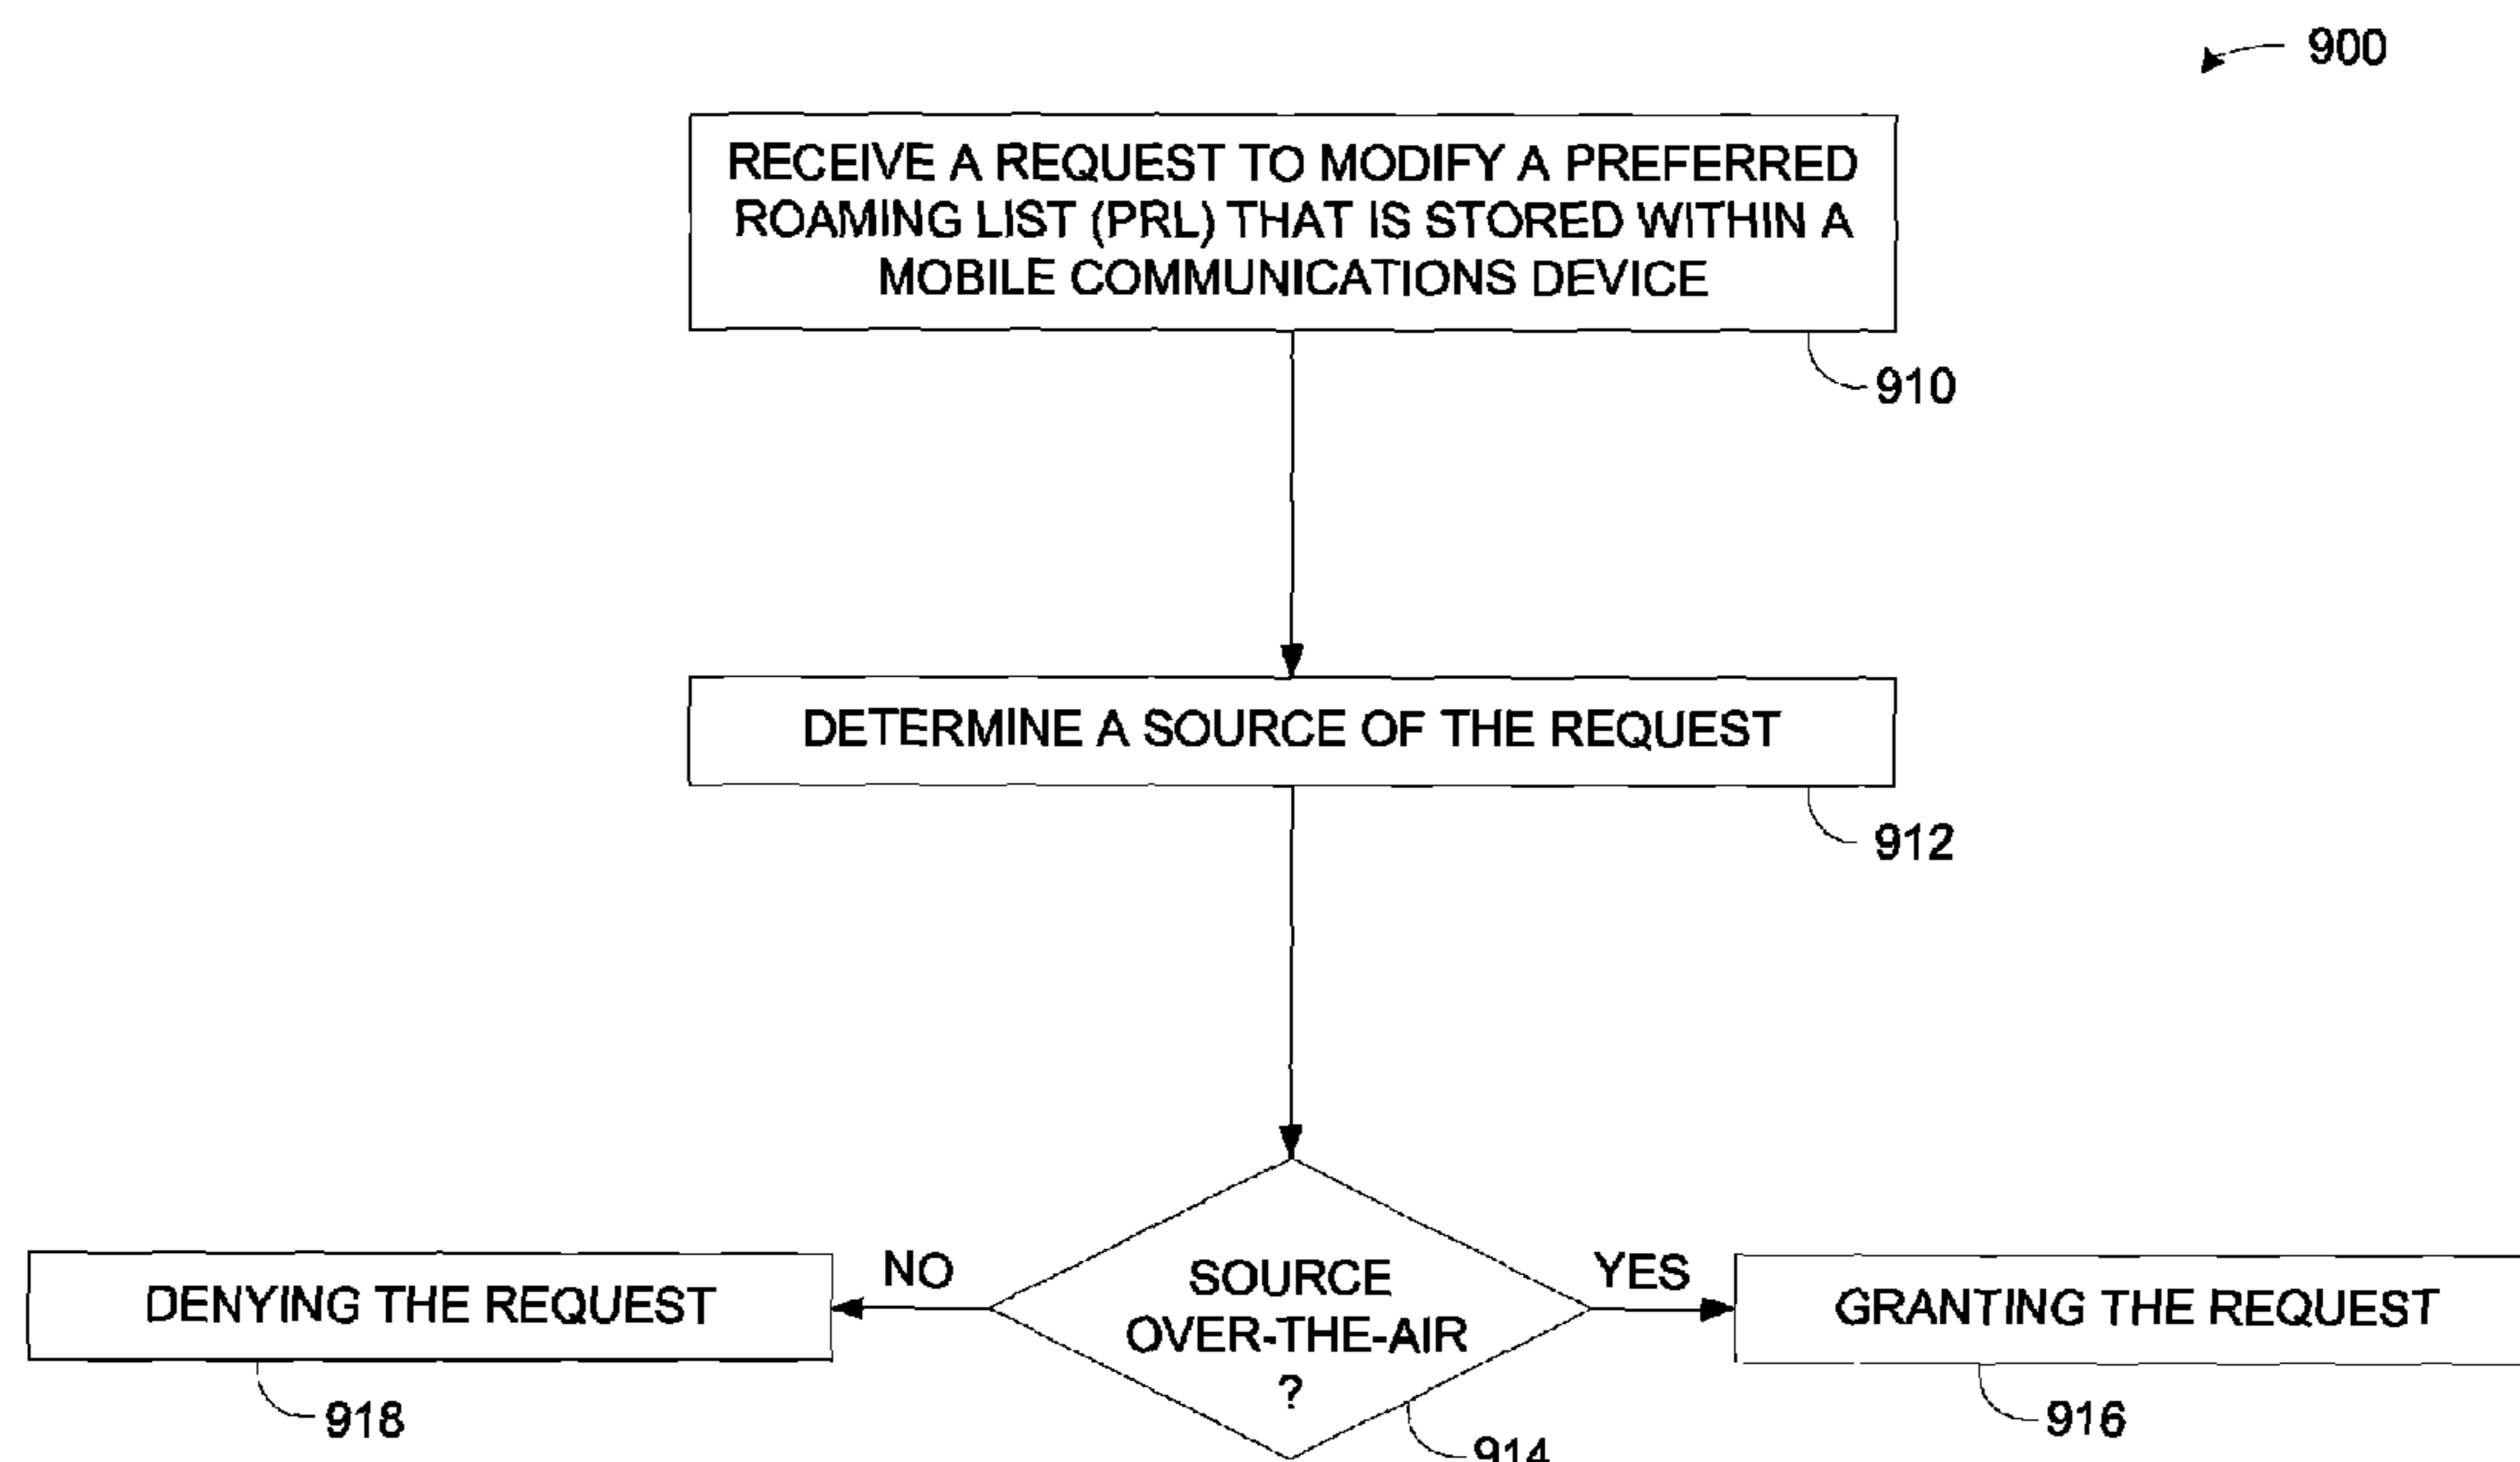 900
RECEIVE A REQUEST TO MODIFY A PREFERRED
ROAMING LIST (PRL) THAT IS STORED WITHIN A
MOBILE COMMUNICATIONS DEVICE
910
DETERMINE A SOURCE OF THE REQUEST
912
DENYING THE REQUEST
918
NO
SOURCE
OVER-THE-AIR
?
914
YES
GRANTING THE REQUEST
916